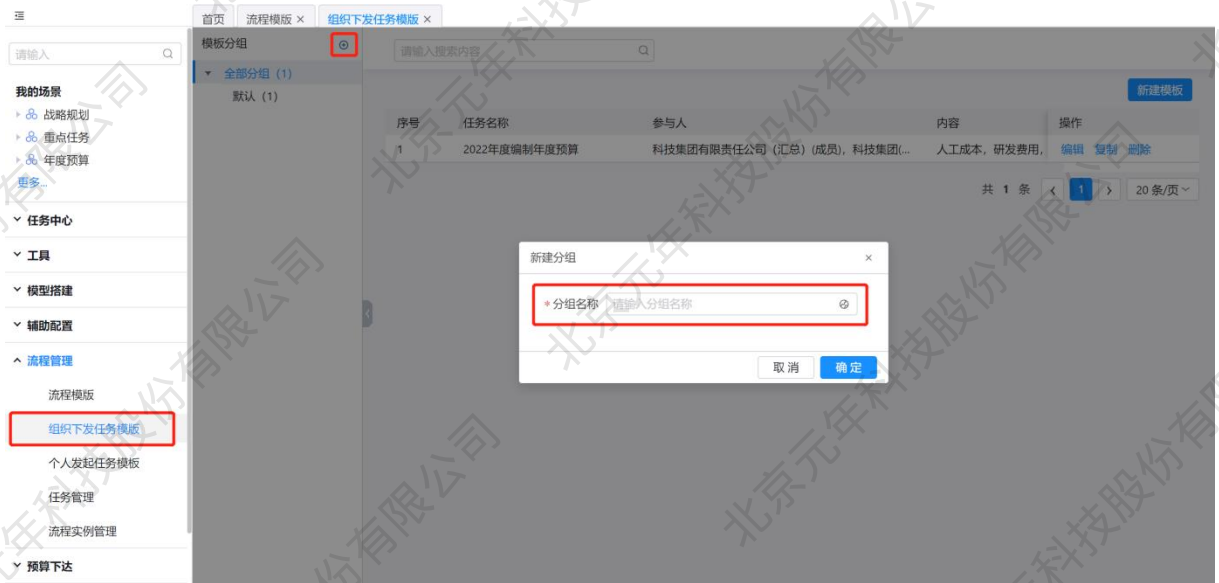 首页 流程模版 × 组织下发任务模版 ×
请输入
我的场景
战略规划
重点任务
年度预算
更多...
任务中心
工具
模型搭建
辅助配置
流程管理
流程模版
组织下发任务模版
个人发起任务模板
任务管理
流程实例管理
预算下达
模板分组
全部分组（1）
默认（1）
请输入搜索内容
新建模板
序号 任务名称 参与人 内容 操作
1 2022年度编制年度预算 科技集团有限责任公司（汇总）(成员)，科技集团(... 人工成本，研发费用， 编辑 复制 删除
共 1 条 1 20 条/页
新建分组 ×
* 分组名称 请输入分组名称
取消 确定
北京元年科技股份有限公司